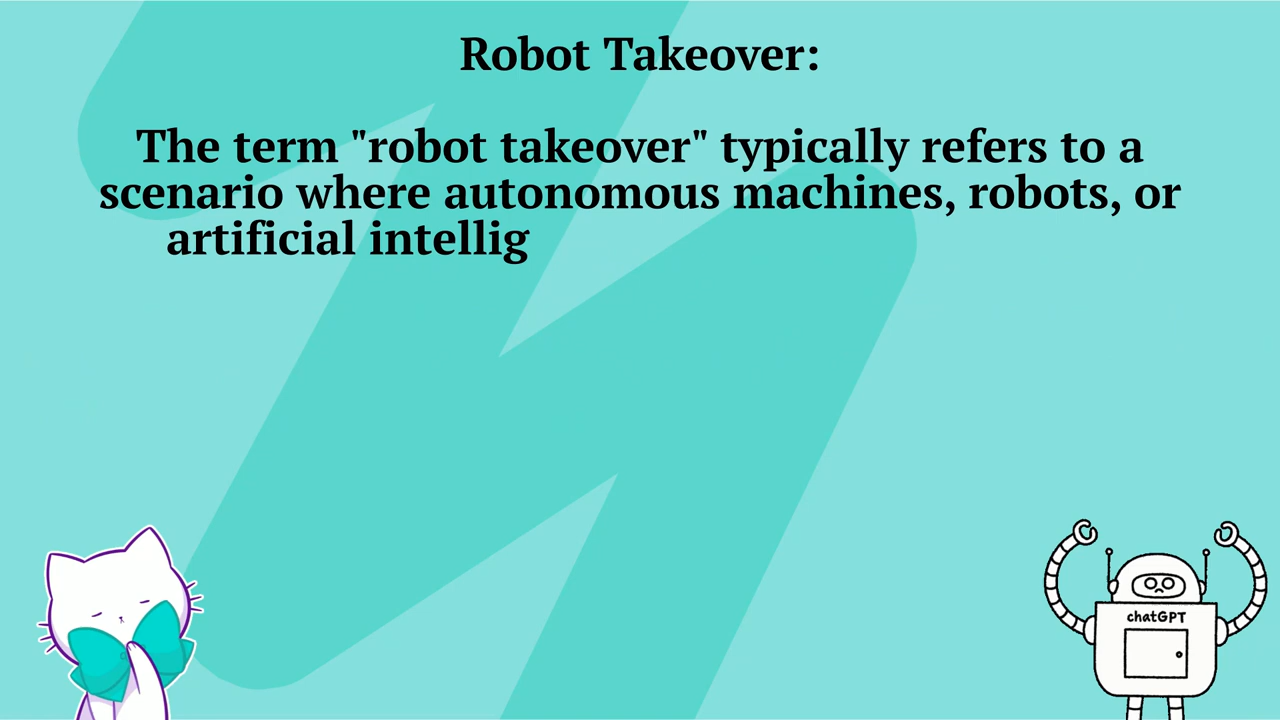 Robot Takeover:
The term "robot takeover" typically refers to a
scenario where autonomous machines, robots, or
artificial intellig
chatGPT